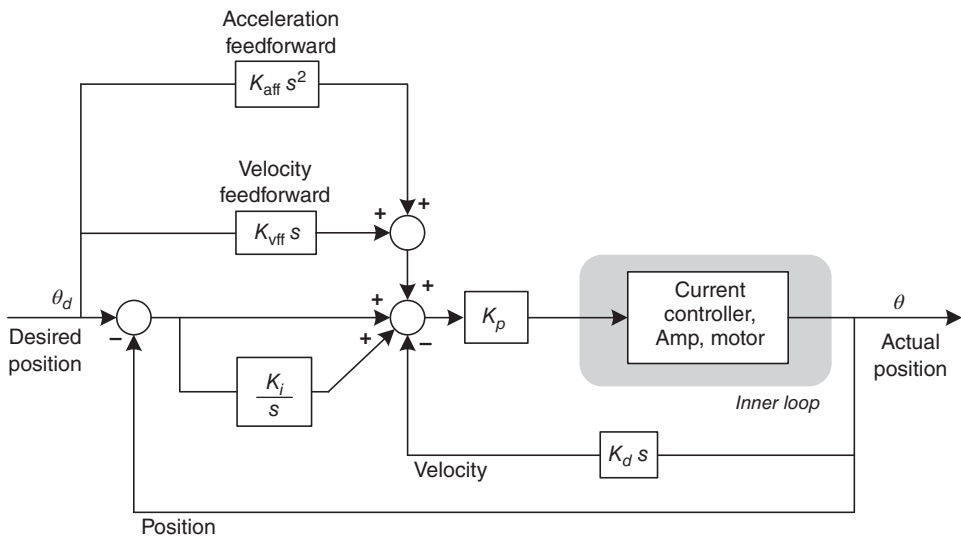 Acceleration
feedforward
K_aff s²
Velocity
feedforward
+
+
K_vff s
θ_d
Desired
position
−
+
+
+
−
K_p
Current
controller,
Amp, motor
θ
Actual
position
K_i
s
Inner loop
K_d s
Velocity
Position